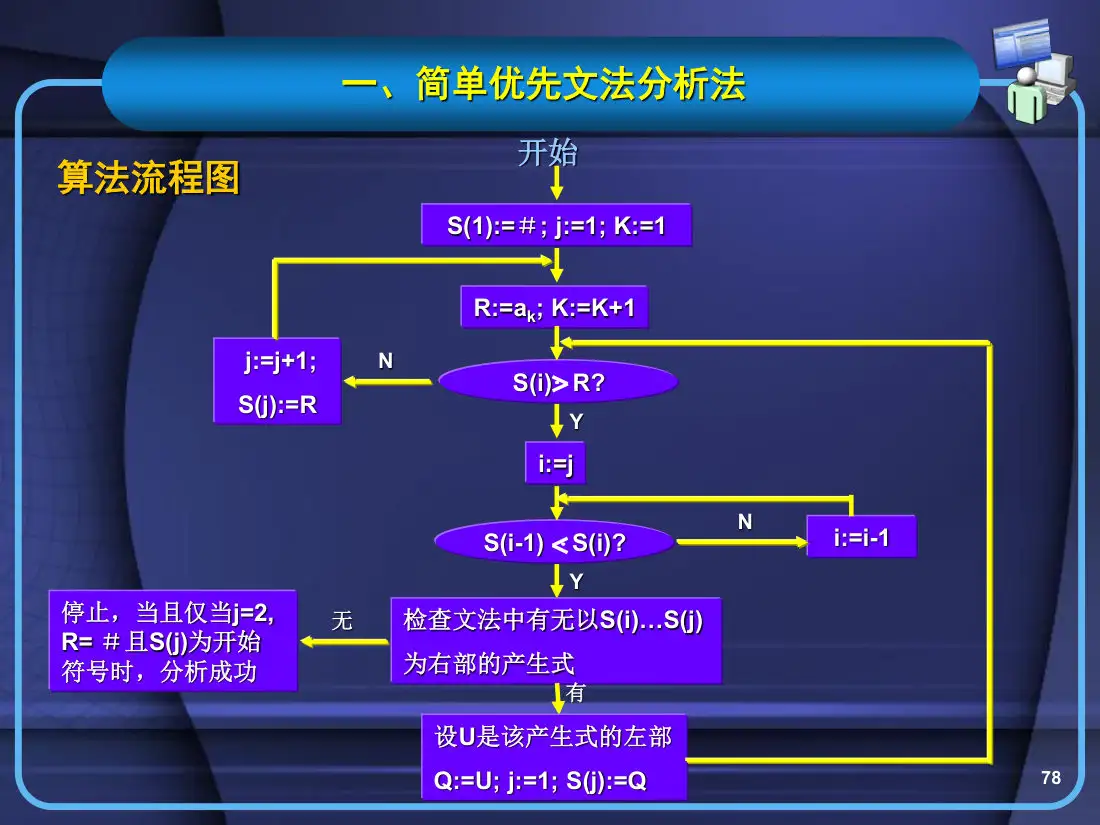 一、简单优先文法分析法
算法流程图
开始
S(1):=＃; j:=1; K:=1
R:=ak; K:=K+1
j:=j+1;
S(j):=R
N
S(i)⋗R?
Y
i:=j
S(i-1)⋖S(i)?
N
i:=i-1
Y
停止，当且仅当j=2,
R= ＃且S(j)为开始
符号时，分析成功
无
检查文法中有无以S(i)…S(j)
为右部的产生式
有
设U是该产生式的左部
Q:=U; j:=1; S(j):=Q
78